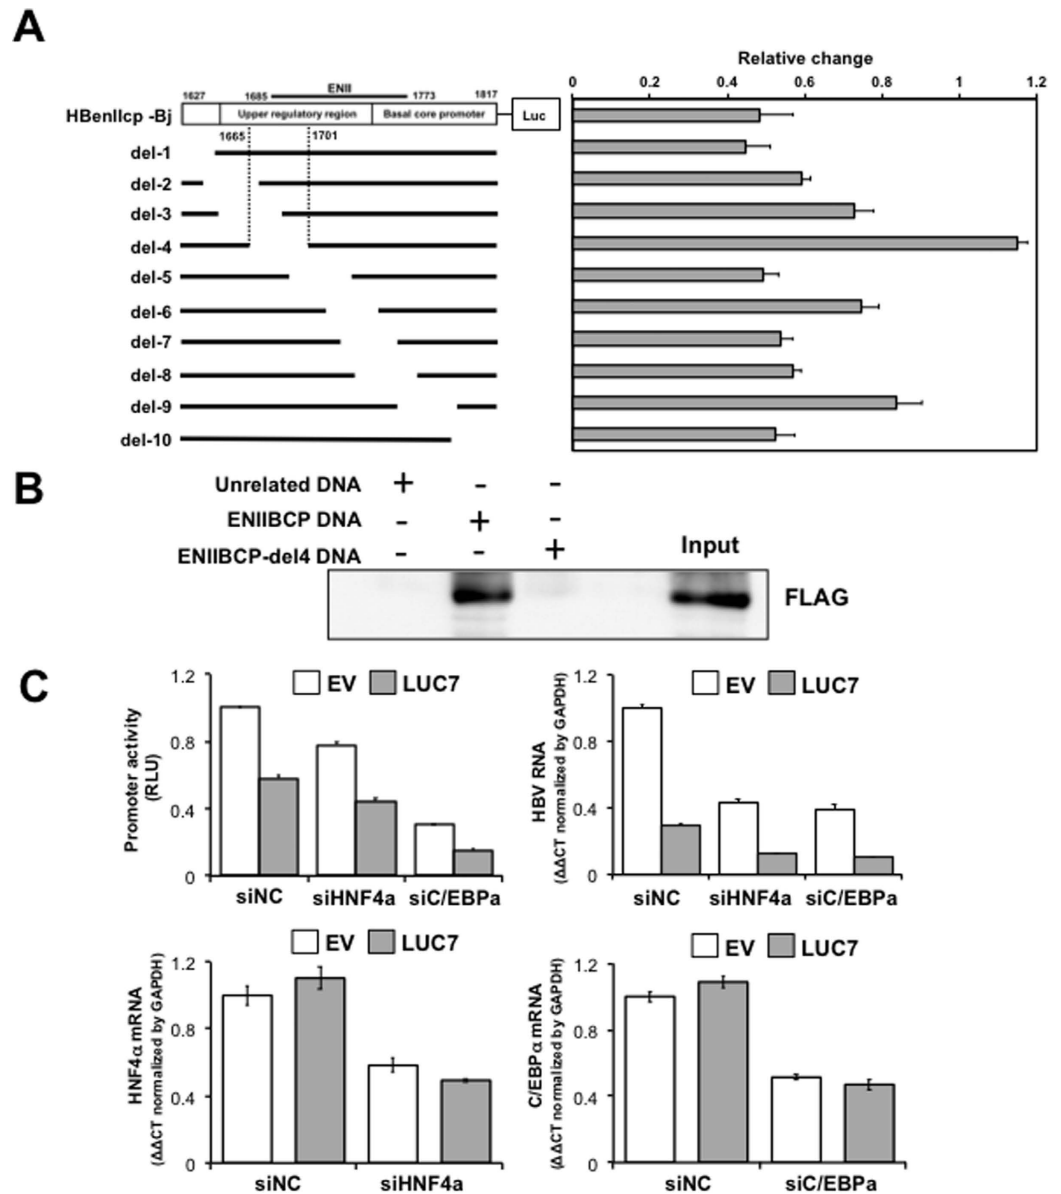 A
Relative change
0 0.2 0.4 0.6 0.8 1 1.2
ENII
1627 1685 1773 1817
HBenIIcp -Bj Upper regulatory region Basal core promoter Luc
1665 1701
del-1
del-2
del-3
del-4
del-5
del-6
del-7
del-8
del-9
del-10
B
Unrelated DNA + - -
ENIIBCP DNA - + -
ENIIBCP-del4 DNA - - + Input
FLAG
C
EV LUC7
Promoter activity
(RLU)
1.2
0.8
0.4
0
siNC siHNF4a siC/EBPa
EV LUC7
HBV RNA
(ΔΔCT normalized by GAPDH)
1.2
0.8
0.4
0
siNC siHNF4a siC/EBPa
EV LUC7
HNF4α mRNA
(ΔΔCT normalized by GAPDH)
1.2
0.8
0.4
0
siNC siHNF4a
EV LUC7
C/EBPα mRNA
(ΔΔCT normalized by GAPDH)
1.2
0.8
0.4
0
siNC siC/EBPa